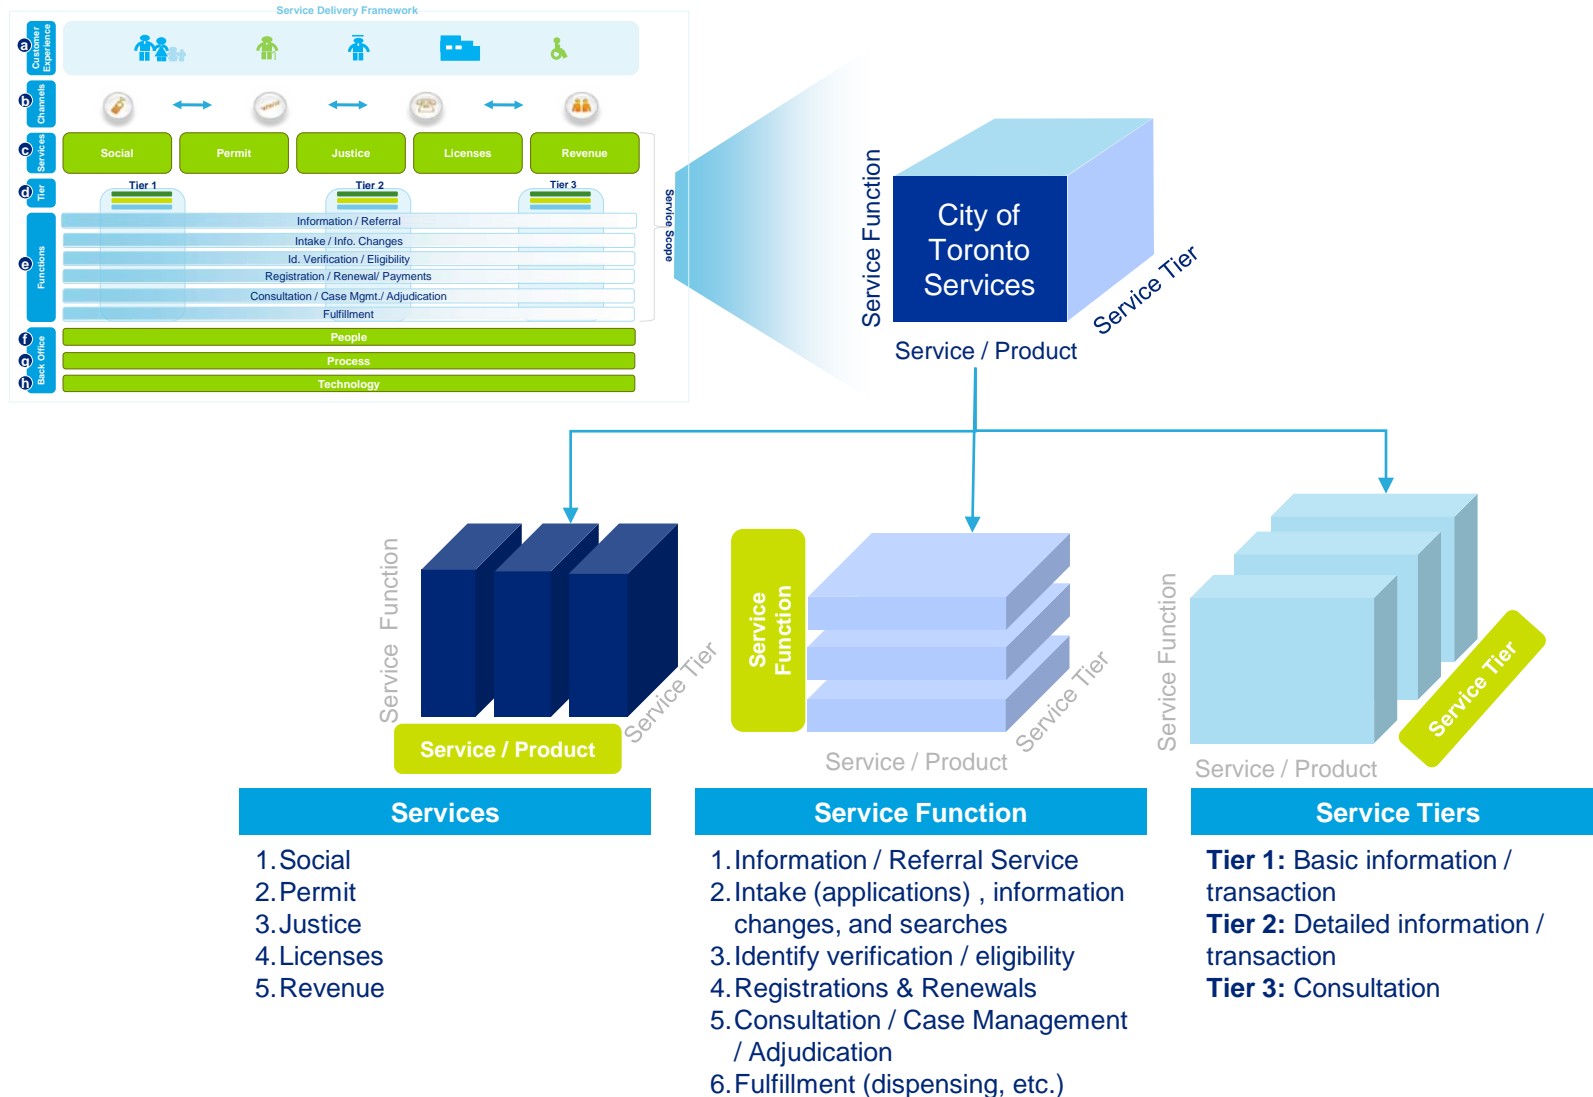 Service Delivery Framework
a
Customer
Experience
b
Channels
www
c
Services
Social
Permit
Justice
Licenses
Revenue
d
Tier
Tier 1
Tier 2
Tier 3
e
Functions
Information / Referral
Intake / Info. Changes
Id. Verification / Eligibility
Registration / Renewal/ Payments
Consultation / Case Mgmt./ Adjudication
Fulfillment
Service Scope
f
g
h
Back Office
People
Process
Technology
Service Function
City of
Toronto
Services
Service Tier
Service / Product
Service Function
Service Tier
Service / Product
Service
Function
Service Tier
Service / Product
Service Function
Service Tier
Service / Product
Services
1.Social
2.Permit
3.Justice
4.Licenses
5.Revenue
Service Function
1.Information / Referral Service
2.Intake (applications) , information
changes, and searches
3.Identify verification / eligibility
4.Registrations & Renewals
5.Consultation / Case Management
/ Adjudication
6.Fulfillment (dispensing, etc.)
Service Tiers
Tier 1: Basic information /
transaction
Tier 2: Detailed information /
transaction
Tier 3: Consultation